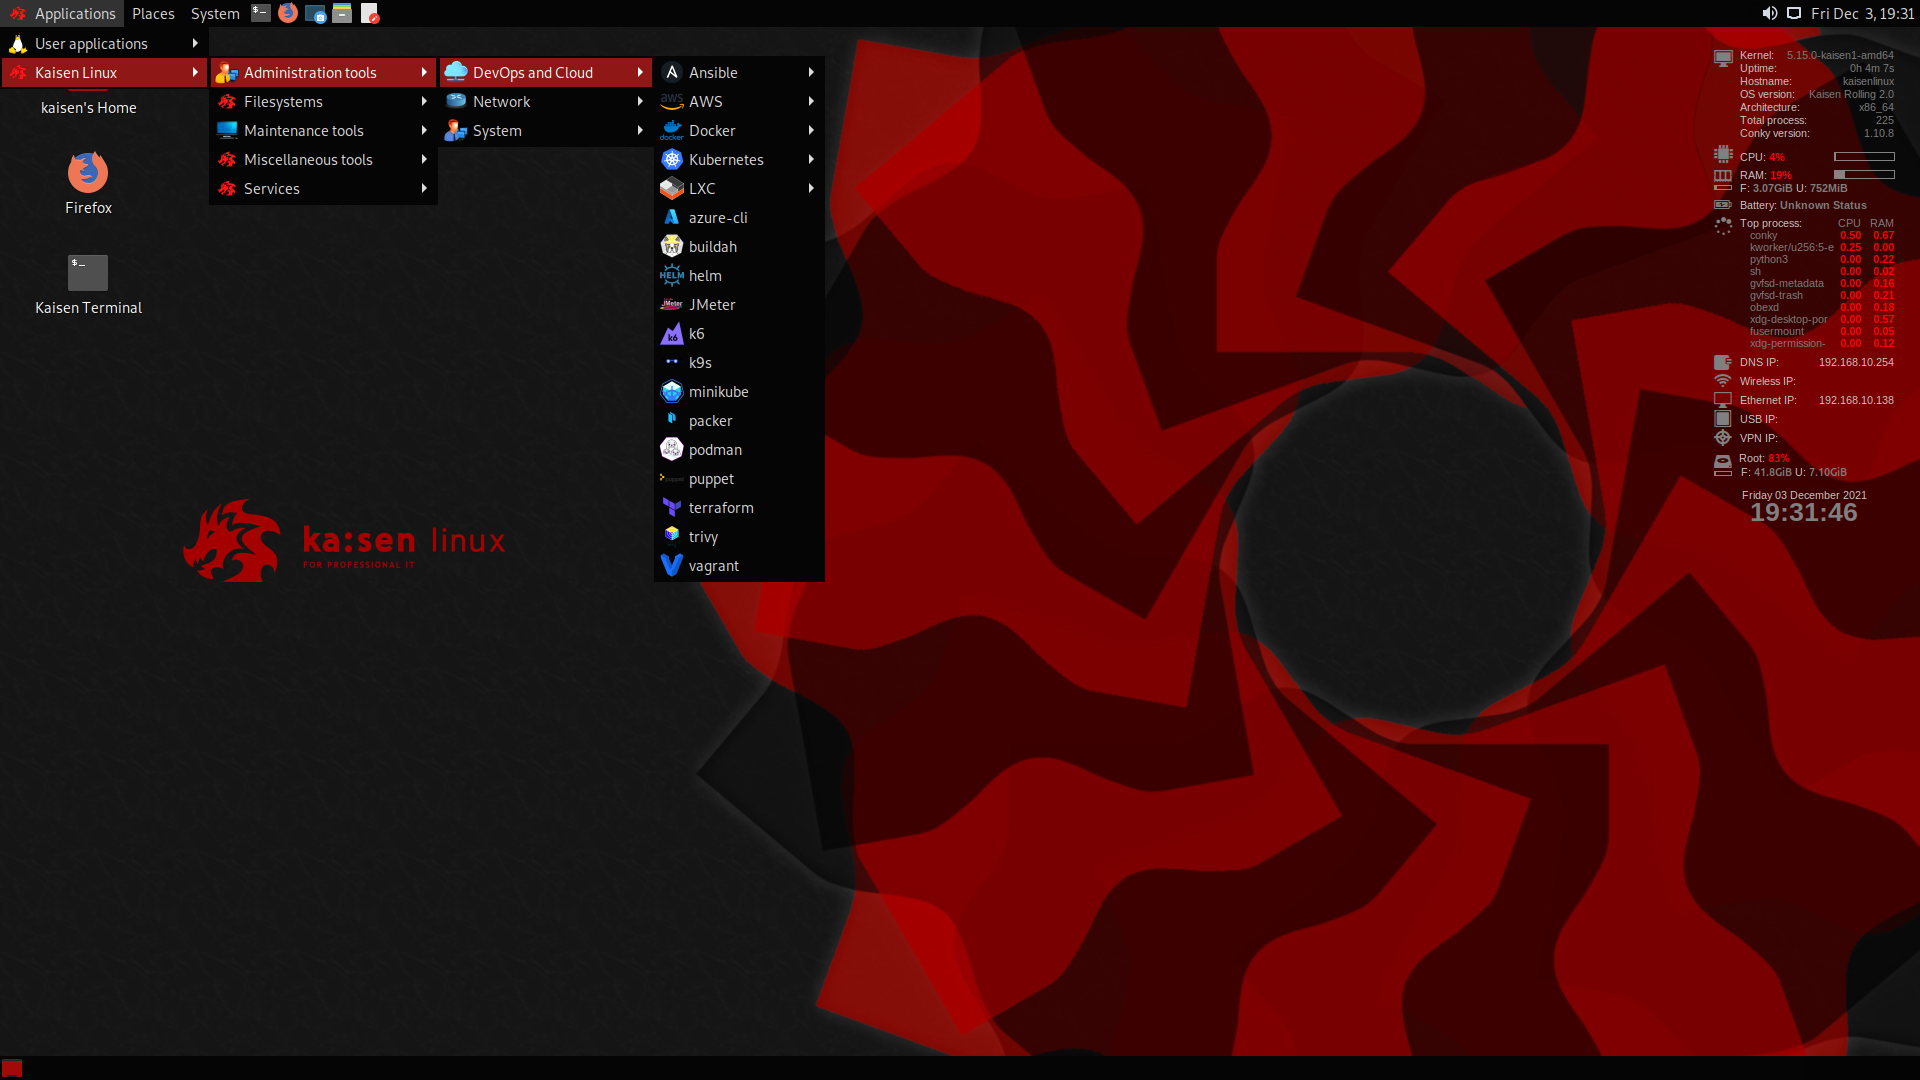 Applications Places System Fri Dec 3, 19:31
User applications
Kaisen Linux
Administration tools
Filesystems
Maintenance tools
Miscellaneous tools
Services
DevOps and Cloud
Network
System
Ansible
AWS
Docker
Kubernetes
LXC
azure-cli
buildah
helm
JMeter
k6
k9s
minikube
packer
podman
puppet
terraform
trivy
vagrant
kaisen's Home
Firefox
$_
Kaisen Terminal
ka:sen linux
FOR PROFESSIONAL IT
Kernel: 5.15.0-kaisen1-amd64
Uptime: 0h 4m 7s
Hostname: kaisenlinux
OS version: Kaisen Rolling 2.0
Architecture: x86_64
Total process: 225
Conky version: 1.10.8
CPU: 4%
RAM: 19%
F: 3.07GiB U: 752MiB
Battery: Unknown Status
Top process: CPU RAM
conky 0.50 0.67
kworker/u256:5-e 0.25 0.00
python3 0.00 0.22
sh 0.00 0.02
gvfsd-metadata 0.00 0.16
gvfsd-trash 0.00 0.21
obexd 0.00 0.18
xdg-desktop-por 0.00 0.57
fusermount 0.00 0.05
xdg-permission- 0.00 0.12
DNS IP: 192.168.10.254
Wireless IP:
Ethernet IP: 192.168.10.138
USB IP:
VPN IP:
Root: 83%
F: 41.8GiB U: 7.10GiB
Friday 03 December 2021
19:31:46